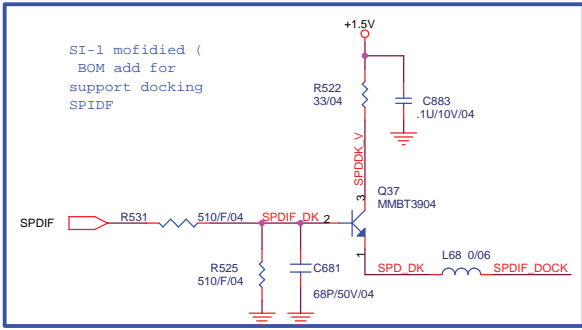 +1.5V
SI-1 mofidied (
BOM add for
support docking
SPIDF
R522
33/04
C883
.1U/10V/04
SPDDK_V
3
Q37
MMBT3904
SPDIF
R531
510/F/04
SPDIF_DK
2
1
R525
510/F/04
C681
68P/50V/04
SPD_DK
L68 0/06
SPDIF_DOCK